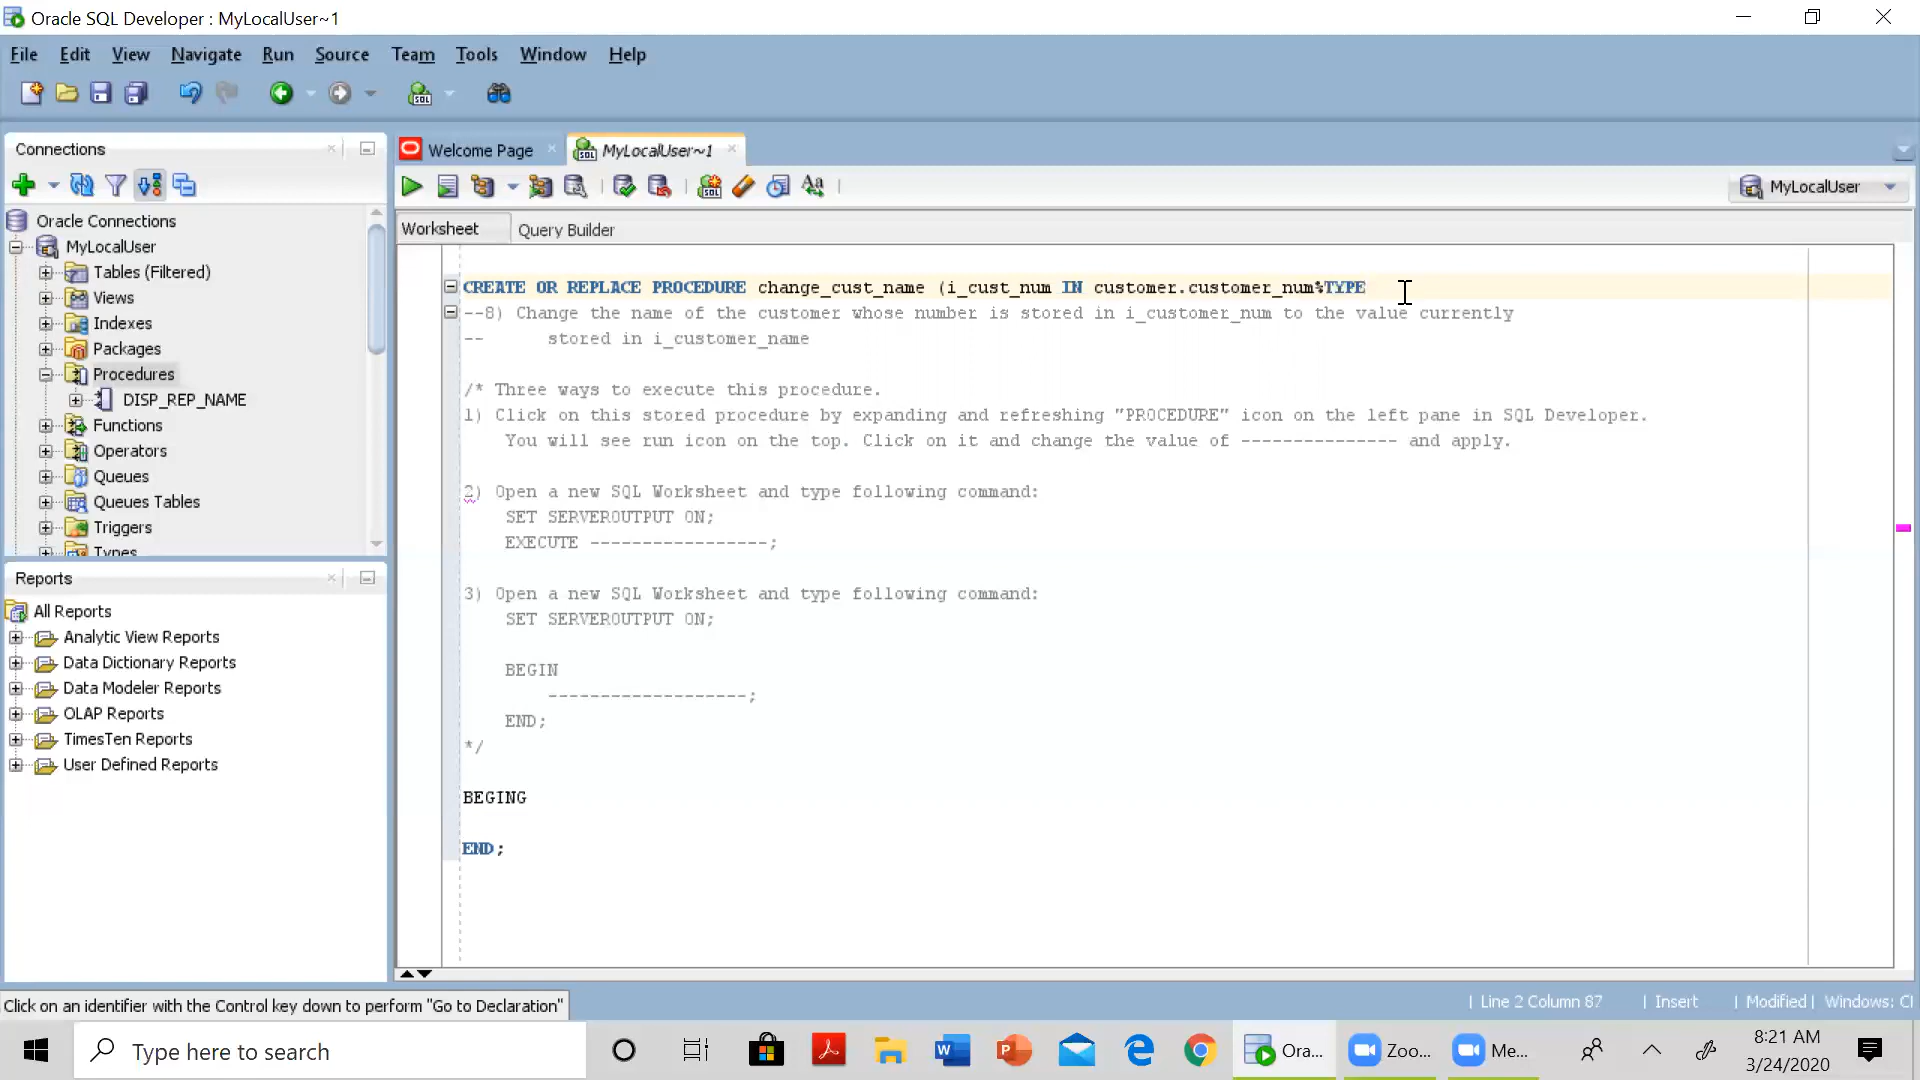 Oracle SQL Developer : MyLocalUser~1
File Edit View Navigate Run Source Team Tools Window Help
Connections
Oracle Connections
MyLocalUser
Tables (Filtered)
Views
Indexes
Packages
Procedures
DISP_REP_NAME
Functions
Operators
Queues
Queues Tables
Triggers
Types
Reports
All Reports
Analytic View Reports
Data Dictionary Reports
Data Modeler Reports
OLAP Reports
TimesTen Reports
User Defined Reports
Welcome Page
MyLocalUser~1
MyLocalUser
Worksheet Query Builder
CREATE OR REPLACE PROCEDURE change_cust_name (i_cust_num IN customer.customer_num%TYPE
--8) Change the name of the customer whose number is stored in i_customer_num to the value currently
-- stored in i_customer_name
/* Three ways to execute this procedure.
1) Click on this stored procedure by expanding and refreshing "PROCEDURE" icon on the left pane in SQL Developer.
You will see run icon on the top. Click on it and change the value of --------------- and apply.
2) Open a new SQL Worksheet and type following command:
SET SERVEROUTPUT ON;
EXECUTE -----------------;
3) Open a new SQL Worksheet and type following command:
SET SERVEROUTPUT ON;
BEGIN
-------------------;
END;
*/
BEGING
END;
Click on an identifier with the Control key down to perform "Go to Declaration"
Line 2 Column 87 | Insert | Modified | Windows: Cl
Type here to search
Ora... Zoo... Me...
8:21 AM
3/24/2020